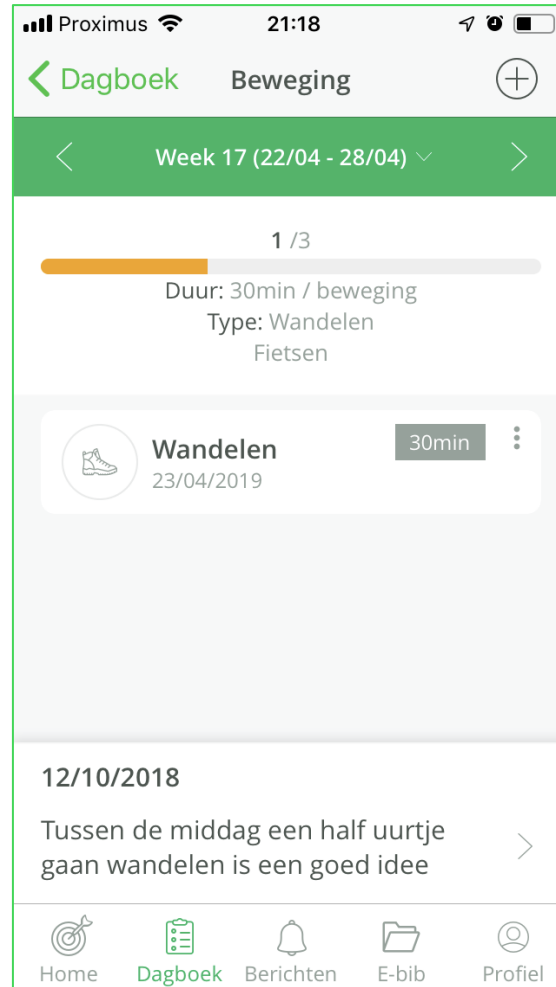 Proximus 21:18
Dagboek Beweging
Week 17 (22/04 - 28/04)
1 /3
Duur: 30min / beweging
Type: Wandelen
Fietsen
Wandelen 30min
23/04/2019
12/10/2018
Tussen de middag een half uurtje
gaan wandelen is een goed idee
Home Dagboek Berichten E-bib Profiel